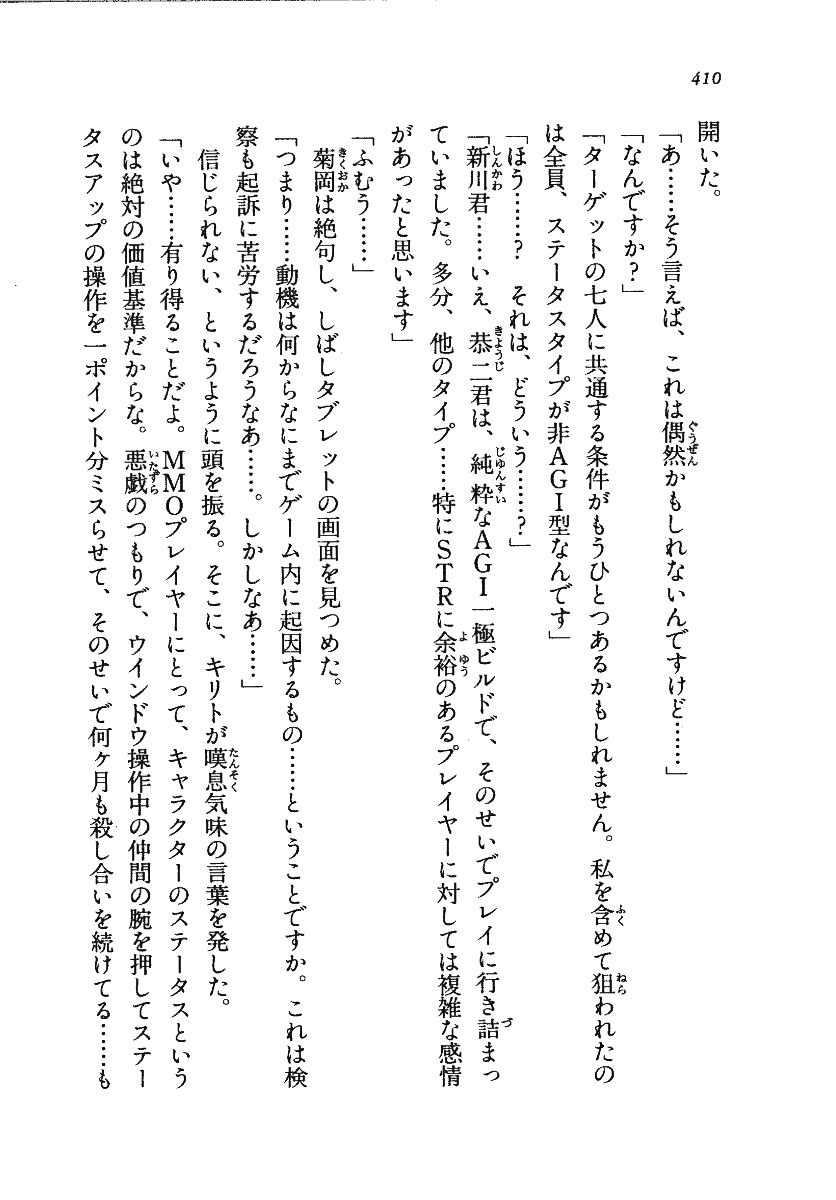 410
開いた。
「あ……そう言えば、これは偶然かもしれないんですけど……」
「なんですか?」
「ターゲットの七人に共通する条件がもうひとつあるかもしれません。私を含めて狙われたの
は全員、ステータスタイプが非AGI型なんです」
「ほう……? それは、どういう……?」
「新川君……いえ、恭二君は、純粋なAGI一極ビルドで、そのせいでプレイに行き詰まっ
ていました。多分、他のタイプ……特にSTRに余裕のあるプレイヤーに対しては複雑な感情
があったと思います」
「ふむう……」
菊岡は絶句し、しばしタブレットの画面を見つめた。
「つまり……動機は何からなにまでゲーム内に起因するもの……ということですか。これは検
察も起訴に苦労するだろうなあ……。しかしなあ……」
信じられない、というように頭を振る。そこに、キリトが嘆息気味の言葉を発した。
「いや……有り得ることだよ。MMOプレイヤーにとって、キャラクターのステータスという
のは絶対の価値基準だからな。悪戯のつもりで、ウインドウ操作中の仲間の腕を押してステー
タスアップの操作を一ポイント分ミスらせて、そのせいで何ヶ月も殺し合いを続けてる……も